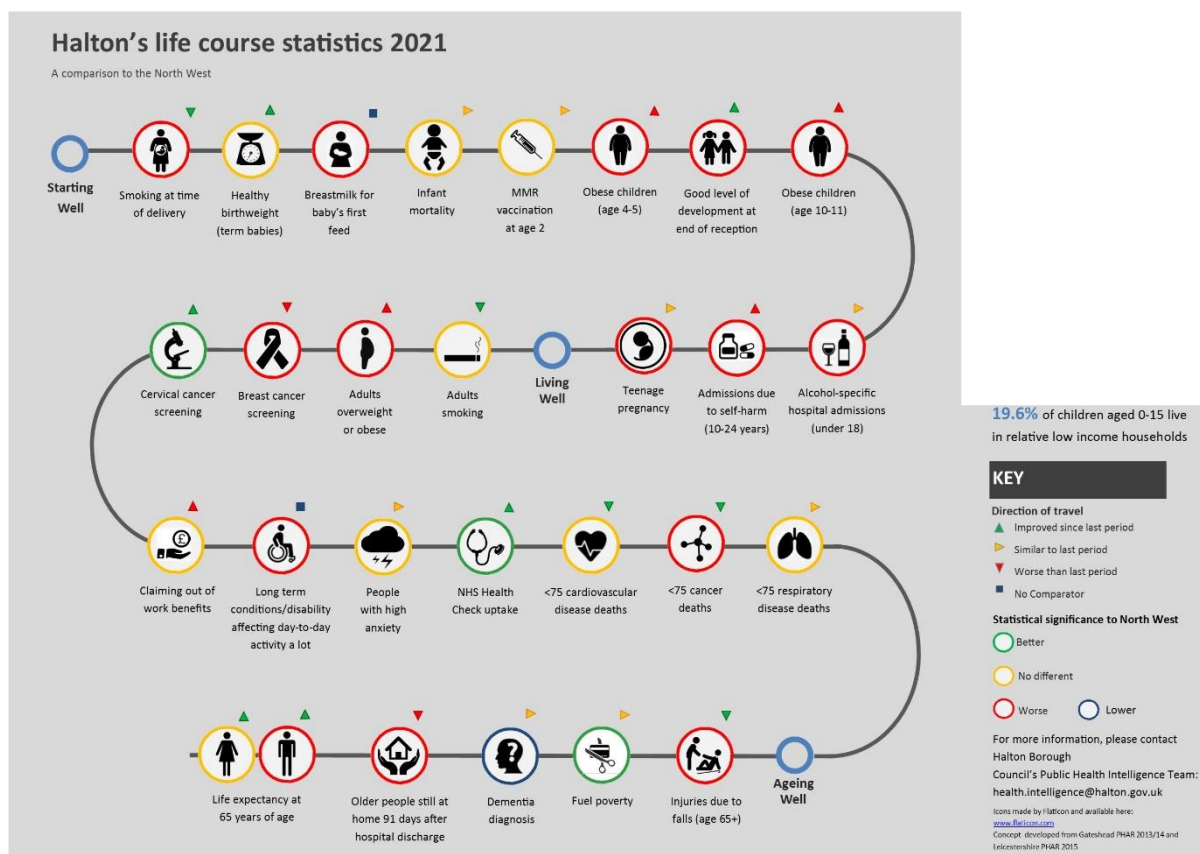 Halton's life course statistics 2021
A comparison to the North West
Starting
Well
Smoking at time
of delivery
Healthy
birthweight
(term babies)
Breastmilk for
baby's first
feed
Infant
mortality
MMR
vaccination
at age 2
Obese children
(age 4-5)
Good level of
development at
end of reception
Obese children
(age 10-11)
Cervical cancer
screening
Breast cancer
screening
Adults
overweight
or obese
Adults
smoking
Living
Well
Teenage
pregnancy
Admissions due
to self-harm
(10-24 years)
Alcohol-specific
hospital admissions
(under 18)
Claiming out of
work benefits
Long term
conditions/disability
affecting day-to-day
activity a lot
People
with high
anxiety
NHS Health
Check uptake
<75 cardiovascular
disease deaths
<75 cancer
deaths
<75 respiratory
disease deaths
Life expectancy at
65 years of age
Older people still at
home 91 days after
hospital discharge
Dementia
diagnosis
Fuel poverty
Injuries due to
falls (age 65+)
Ageing
Well
19.6% of children aged 0-15 live
in relative low income households
KEY
Direction of travel
Improved since last period
Similar to last period
Worse than last period
No Comparator
Statistical significance to North West
Better
No different
Worse
Lower
For more information, please contact
Halton Borough
Council's Public Health Intelligence Team:
health.intelligence@halton.gov.uk
Icons made by Flaticon and available here:
www.flaticon.com
Concept developed from Gateshead PHAR 2013/14 and
Leicestershire PHAR 2015